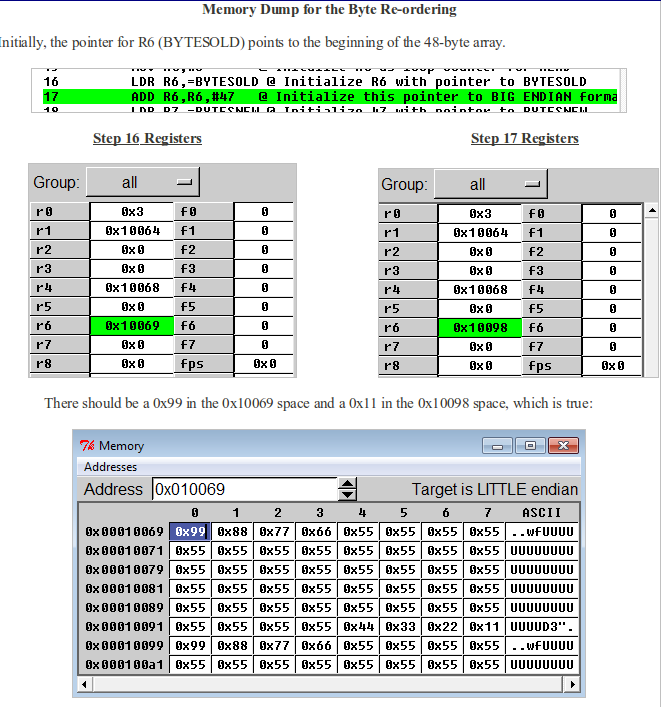 Memory Dump for the Byte Re-ordering
Initially, the pointer for R6 (BYTESOLD) points to the beginning of the 48-byte array.
16 LDR R6,=BYTESOLD @ Initialize R6 with pointer to BYTESOLD
17 ADD R6,R6,#47 @ Initialize this pointer to BIG ENDIAN forma
Step 16 Registers
Step 17 Registers
Group: all
r0 0x3 f0 0
r1 0x10064 f1 0
r2 0x0 f2 0
r3 0x0 f3 0
r4 0x10068 f4 0
r5 0x0 f5 0
r6 0x10069 f6 0
r7 0x0 f7 0
r8 0x0 fps 0x0
Group: all
r0 0x3 f0 0
r1 0x10064 f1 0
r2 0x0 f2 0
r3 0x0 f3 0
r4 0x10068 f4 0
r5 0x0 f5 0
r6 0x10098 f6 0
r7 0x0 f7 0
r8 0x0 fps 0x0
There should be a 0x99 in the 0x10069 space and a 0x11 in the 0x10098 space, which is true:
Memory
Addresses
Address 0x010069 Target is LITTLE endian
0 1 2 3 4 5 6 7 ASCII
0x00010069 0x99 0x88 0x77 0x66 0x55 0x55 0x55 0x55 ..wfUUUU
0x00010071 0x55 0x55 0x55 0x55 0x55 0x55 0x55 0x55 UUUUUUUU
0x00010079 0x55 0x55 0x55 0x55 0x55 0x55 0x55 0x55 UUUUUUUU
0x00010081 0x55 0x55 0x55 0x55 0x55 0x55 0x55 0x55 UUUUUUUU
0x00010089 0x55 0x55 0x55 0x55 0x55 0x55 0x55 0x55 UUUUUUUU
0x00010091 0x55 0x55 0x55 0x55 0x44 0x33 0x22 0x11 UUUUD3".
0x00010099 0x99 0x88 0x77 0x66 0x55 0x55 0x55 0x55 ..wfUUUU
0x000100a1 0x55 0x55 0x55 0x55 0x55 0x55 0x55 0x55 UUUUUUUU